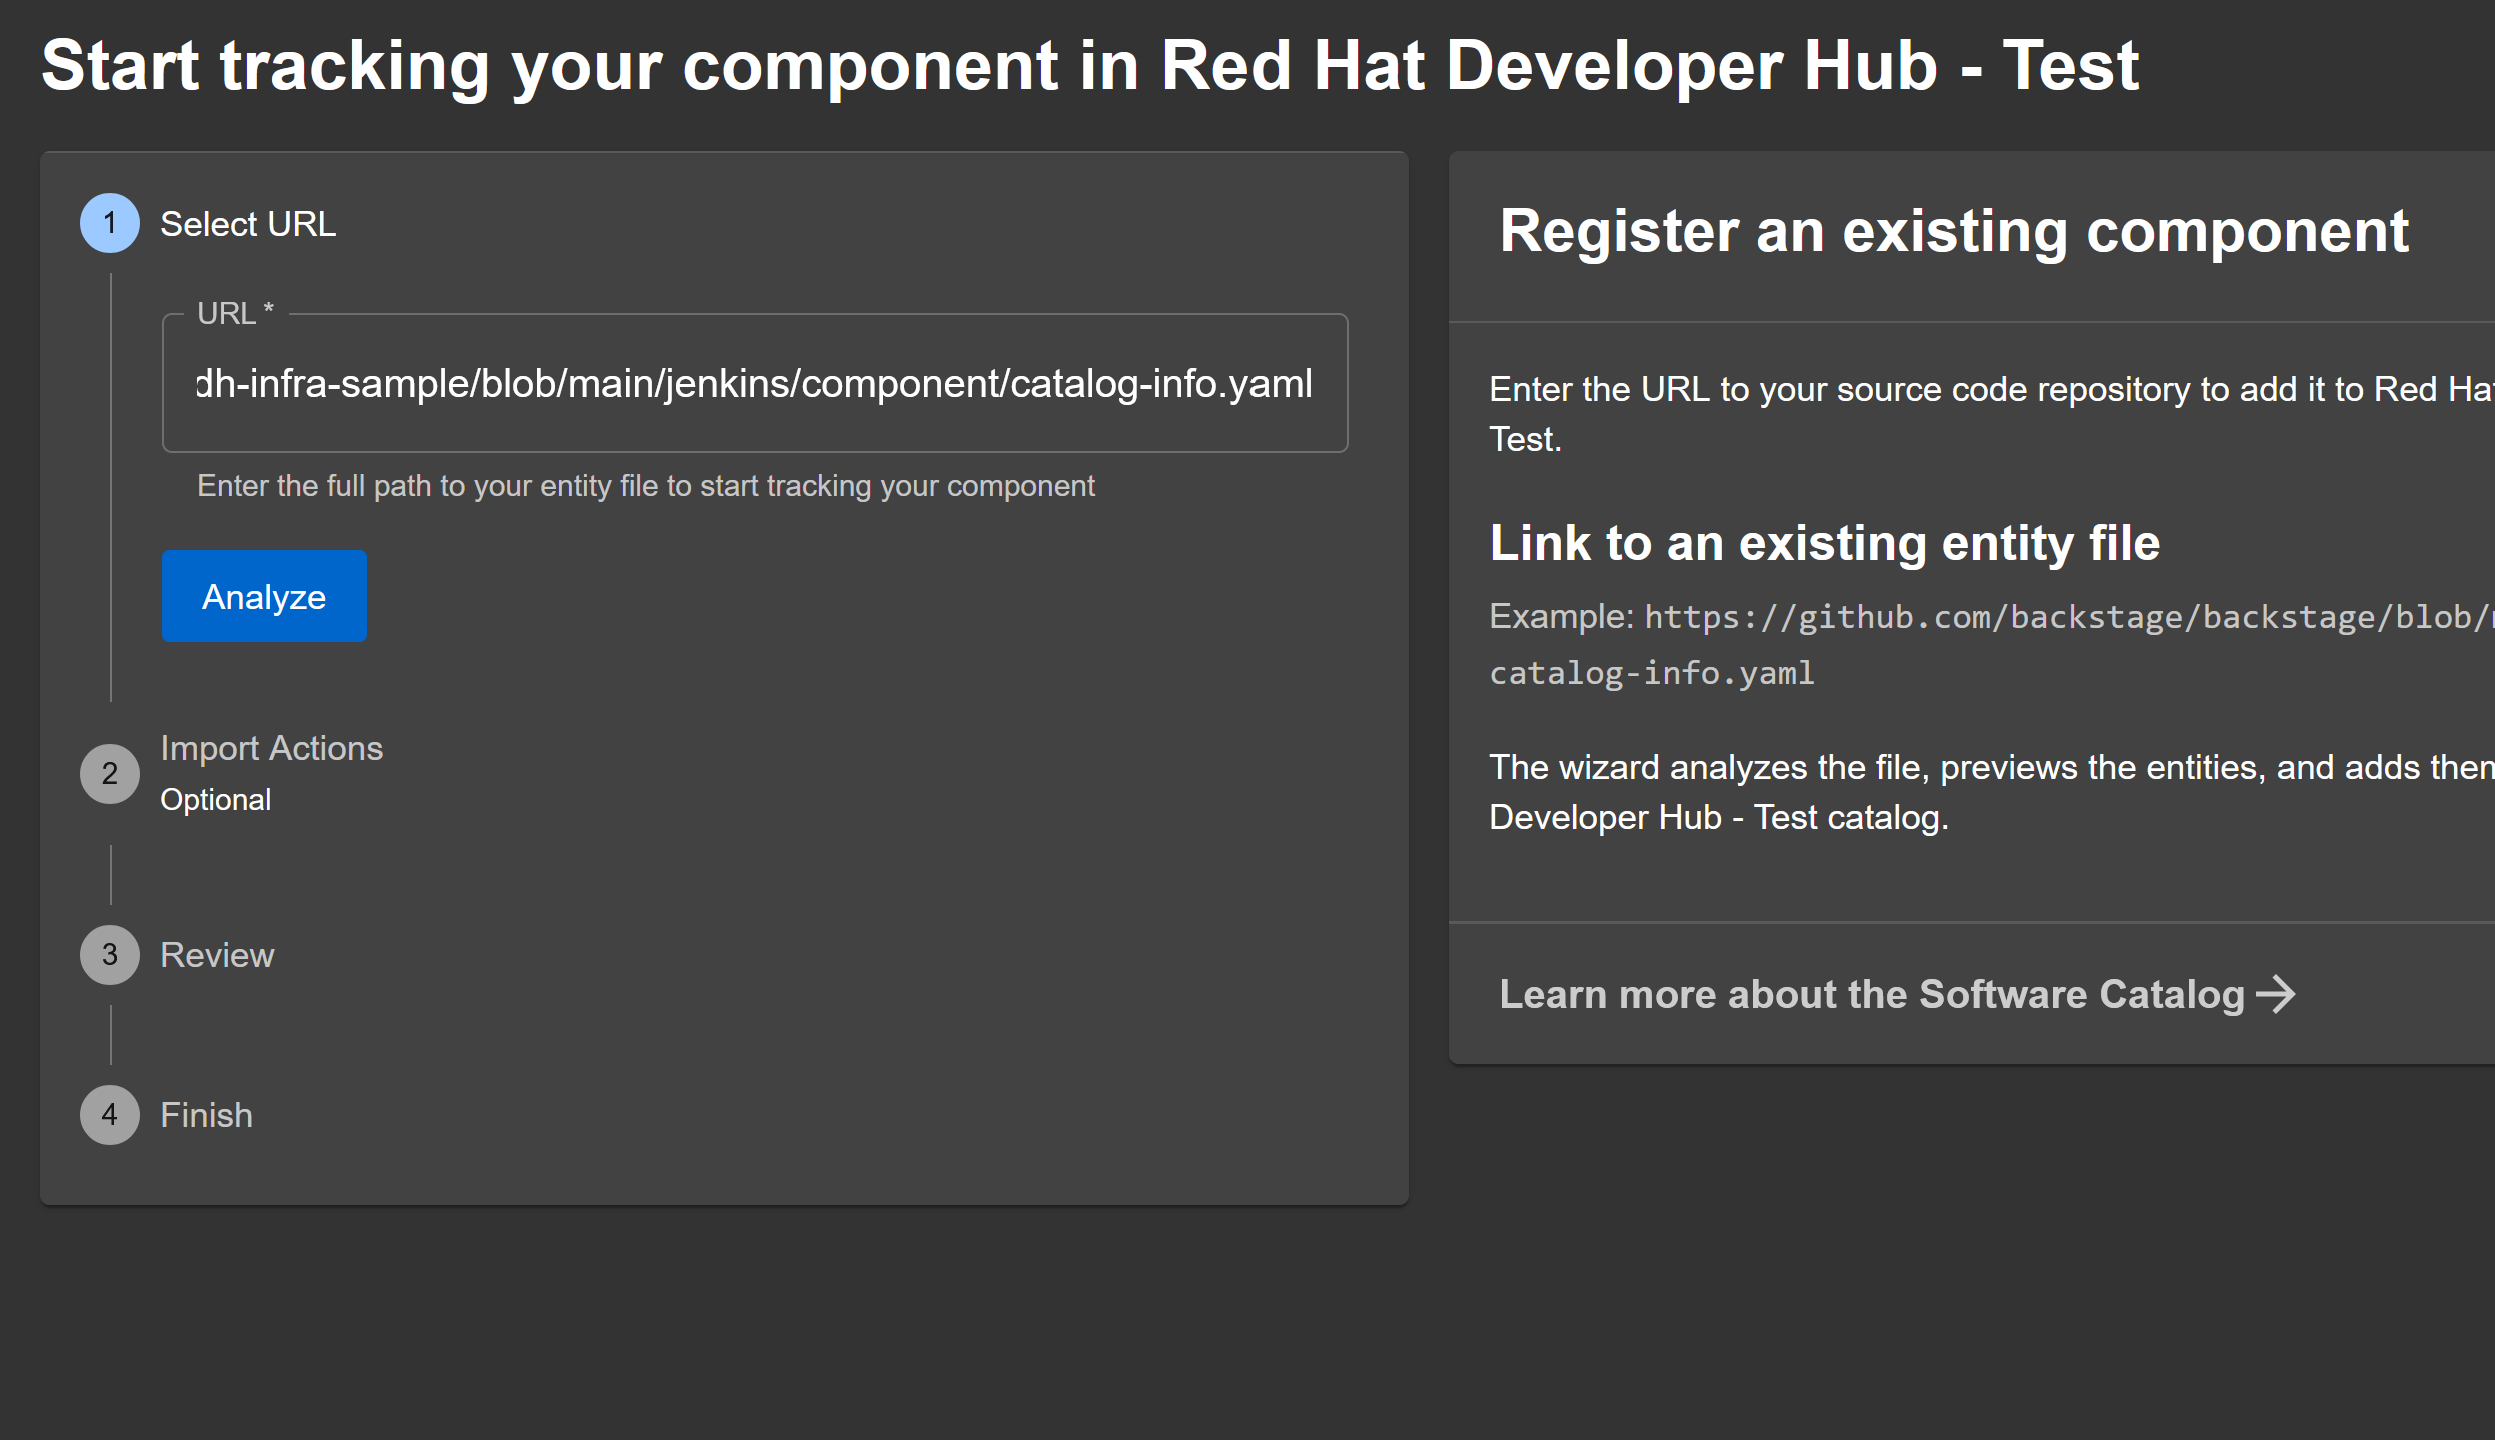 Start tracking your component in Red Hat Developer Hub - Test
1 Select URL
URL *
dh-infra-sample/blob/main/jenkins/component/catalog-info.yaml
Enter the full path to your entity file to start tracking your component
Analyze
2 Import Actions
Optional
3 Review
4 Finish
Register an existing component
Enter the URL to your source code repository to add it to Red
Test.
Link to an existing entity file
Example: https://github.com/backstage/backstage/blob/
catalog-info.yaml
The wizard analyzes the file, previews the entities, and adds
Developer Hub - Test catalog.
Learn more about the Software Catalog